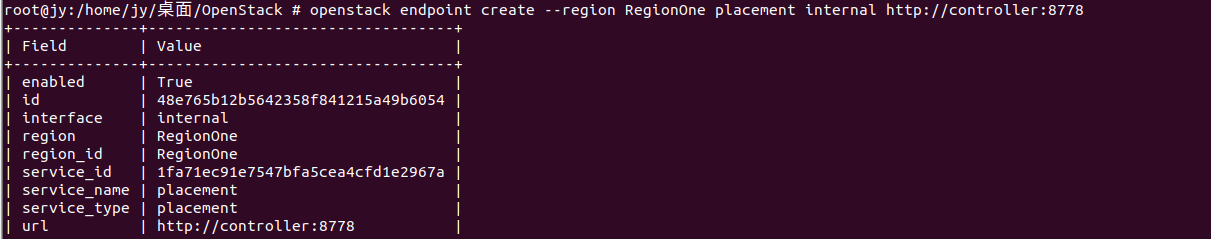 root@jy:/home/jy/桌面/OpenStack # openstack endpoint create --region RegionOne placement internal http://controller:8778
+--------------+----------------------------------+
| Field        | Value                            |
+--------------+----------------------------------+
| enabled      | True                             |
| id           | 48e765b12b5642358f841215a49b6054 |
| interface    | internal                         |
| region       | RegionOne                        |
| region_id    | RegionOne                        |
| service_id   | 1fa71ec91e7547bfa5cea4cfd1e2967a |
| service_name | placement                        |
| service_type | placement                        |
| url          | http://controller:8778           |